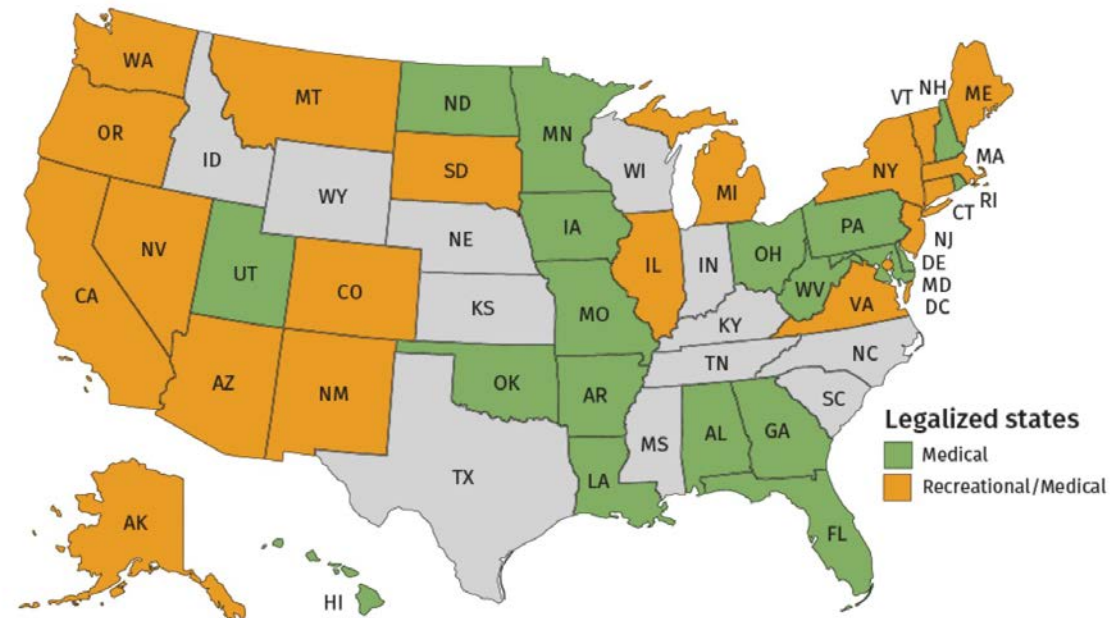 WA
MT
ND
MN
VT
NH
ME
OR
ID
SD
WI
NY
MA
WY
MI
RI
CT
NV
UT
NE
IA
PA
NJ
CA
CO
IL
IN
OH
DE
KS
MO
WV
VA
MD
DC
KY
AZ
NM
OK
AR
TN
NC
SC
MS
AL
GA
TX
LA
FL
Legalized states
Medical
Recreational/Medical
AK
HI